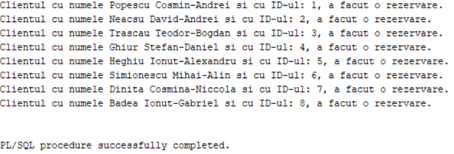 Clientul cu numele Popescu Cosmin-Andrei si cu ID-ul: 1, a facut o rezervare.
Clientul cu numele Neacsu David-Andrei si cu ID-ul: 2, a facut o rezervare.
Clientul cu numele Trascau Teodor-Bogdan si cu ID-ul: 3, a facut o rezervare.
Clientul cu numele Ghiur Stefan-Daniel si cu ID-ul: 4, a facut o rezervare.
Clientul cu numele Heghiu Ionut-Alexandru si cu ID-ul: 5, a facut o rezervare.
Clientul cu numele Simionescu Mihai-Alin si cu ID-ul: 6, a facut o rezervare.
Clientul cu numele Dinita Cosmina-Niccola si cu ID-ul: 7, a facut o rezervare.
Clientul cu numele Badea Ionut-Gabriel si cu ID-ul: 8, a facut o rezervare.
PL/SQL procedure successfully completed.